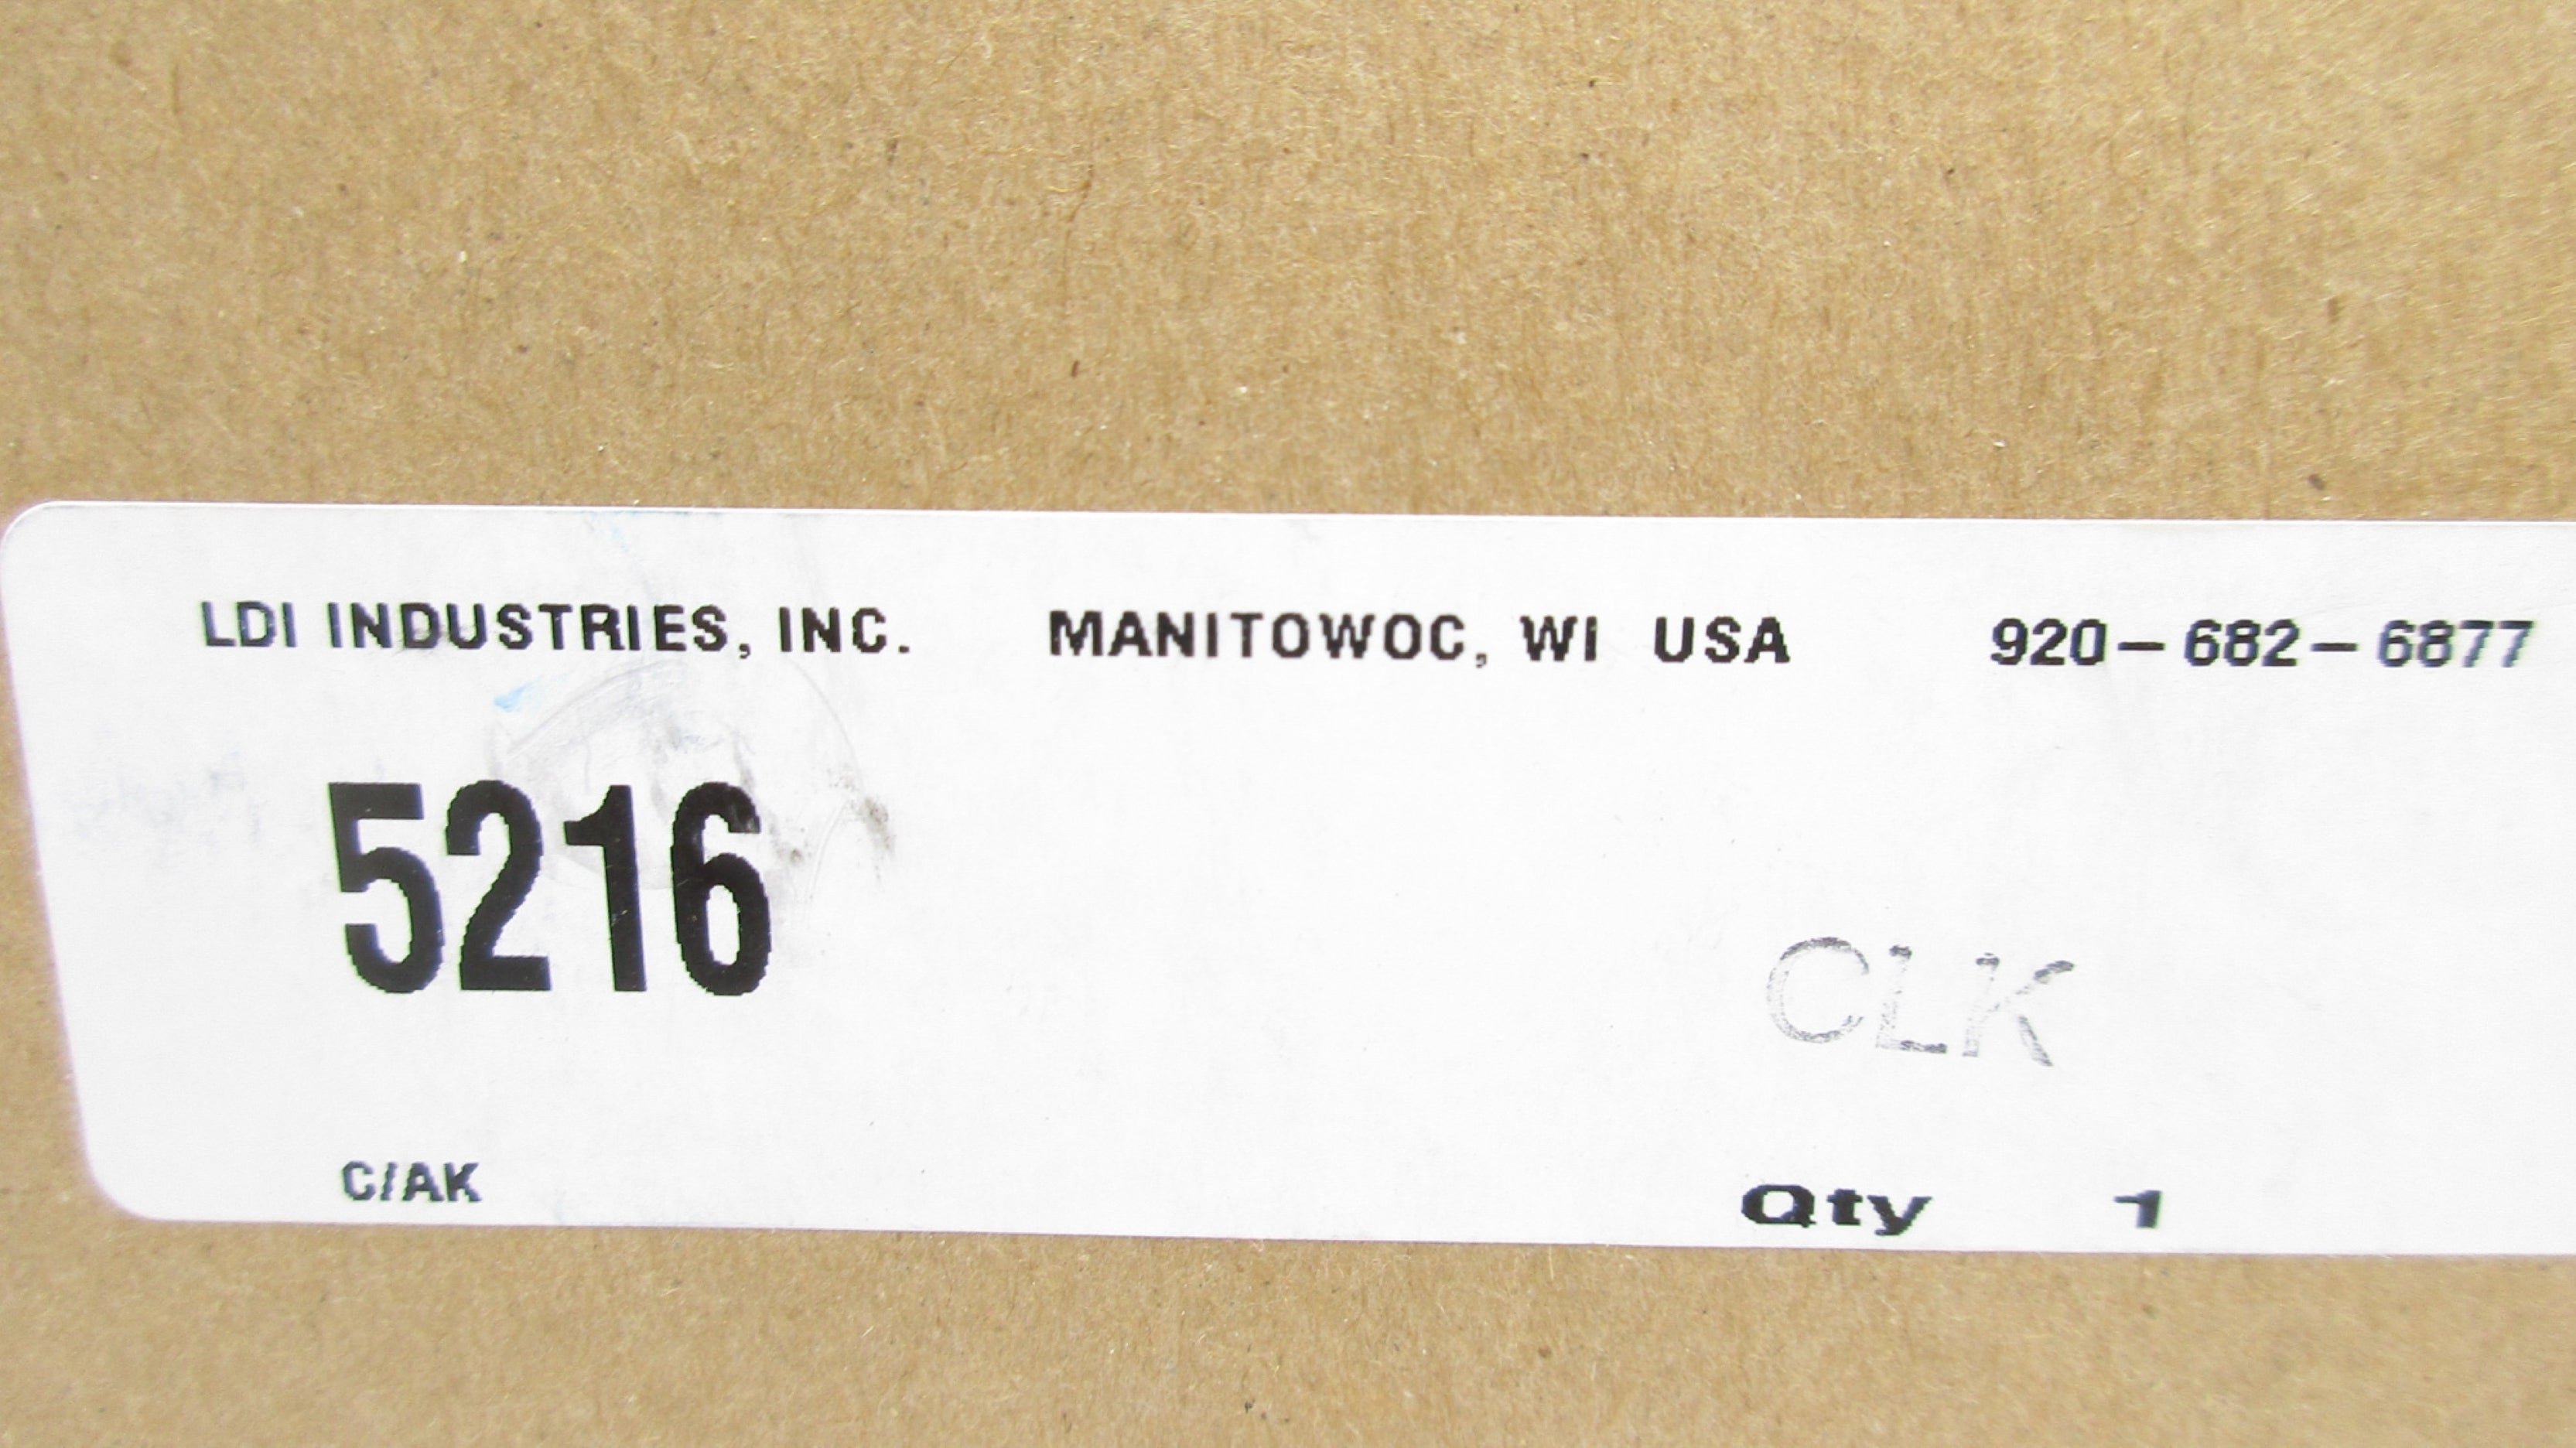 LDI INDUSTRIES, INC. MANITOWOC, WI USA 920-682-6877
5216
CLK
C/AK Qty 1